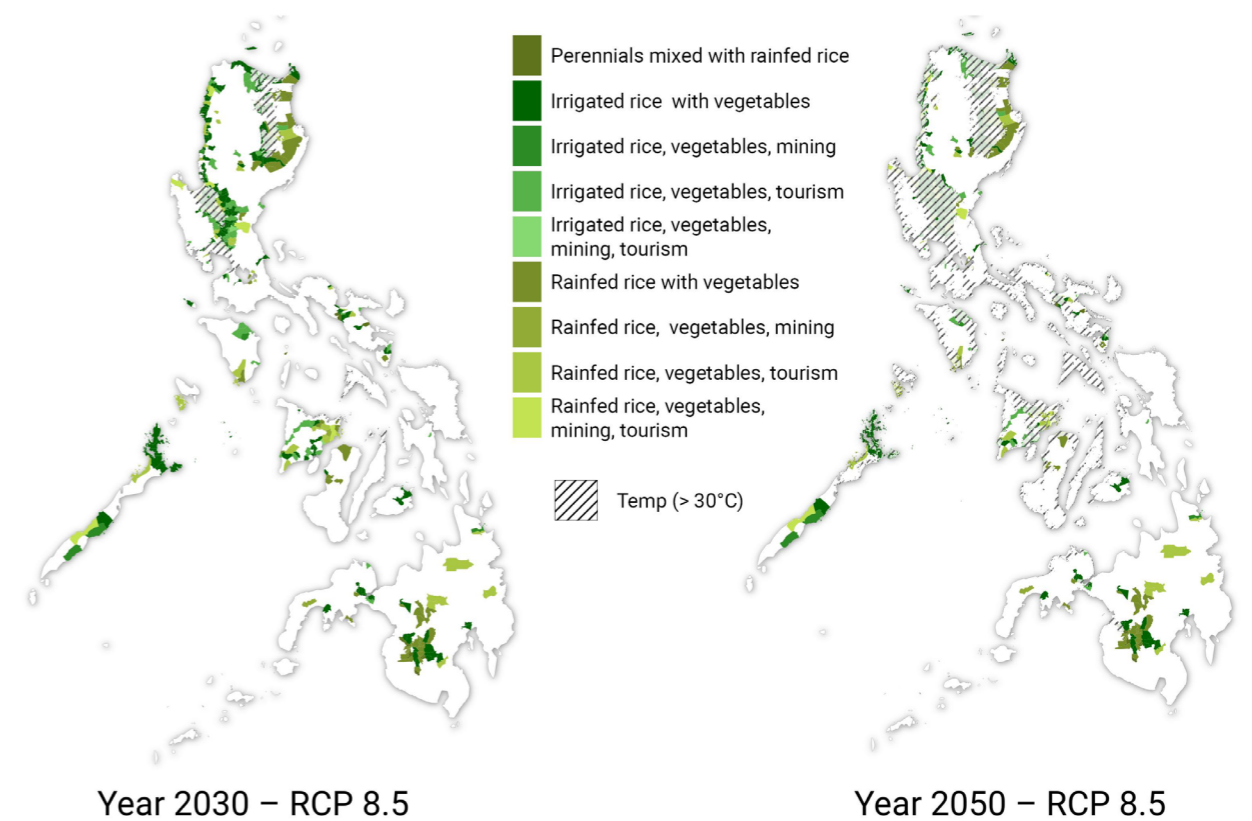 Perennials mixed with rainfed rice
Irrigated rice with vegetables
Irrigated rice, vegetables, mining
Irrigated rice, vegetables, tourism
Irrigated rice, vegetables,
mining, tourism
Rainfed rice with vegetables
Rainfed rice, vegetables, mining
Rainfed rice, vegetables, tourism
Rainfed rice, vegetables,
mining, tourism
Temp (> 30°C)
Year 2030 – RCP 8.5
Year 2050 – RCP 8.5